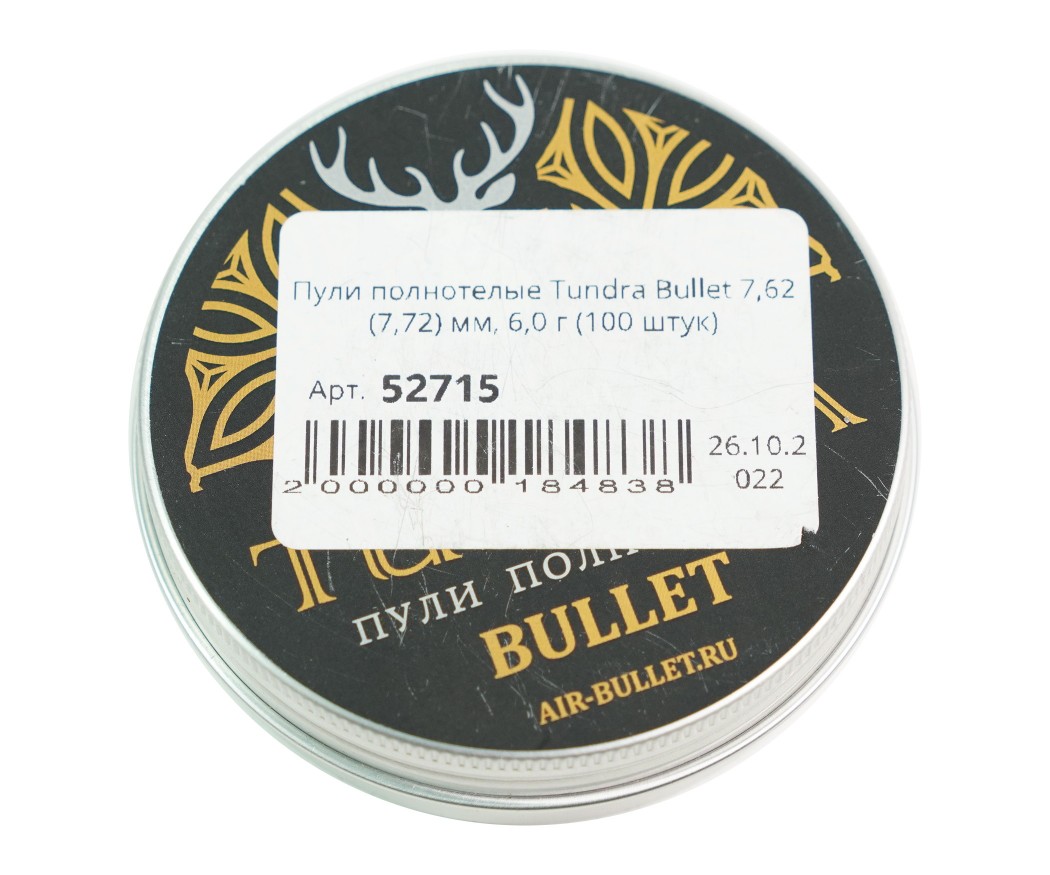 Пули полнотелые Tundra Bullet 7,62
(7,72) мм, 6,0 г (100 штук)
Арт. 52715
26.10.2
022
2 000000 184838
ПУЛИ
BULLET
AIR-BULLET.RU